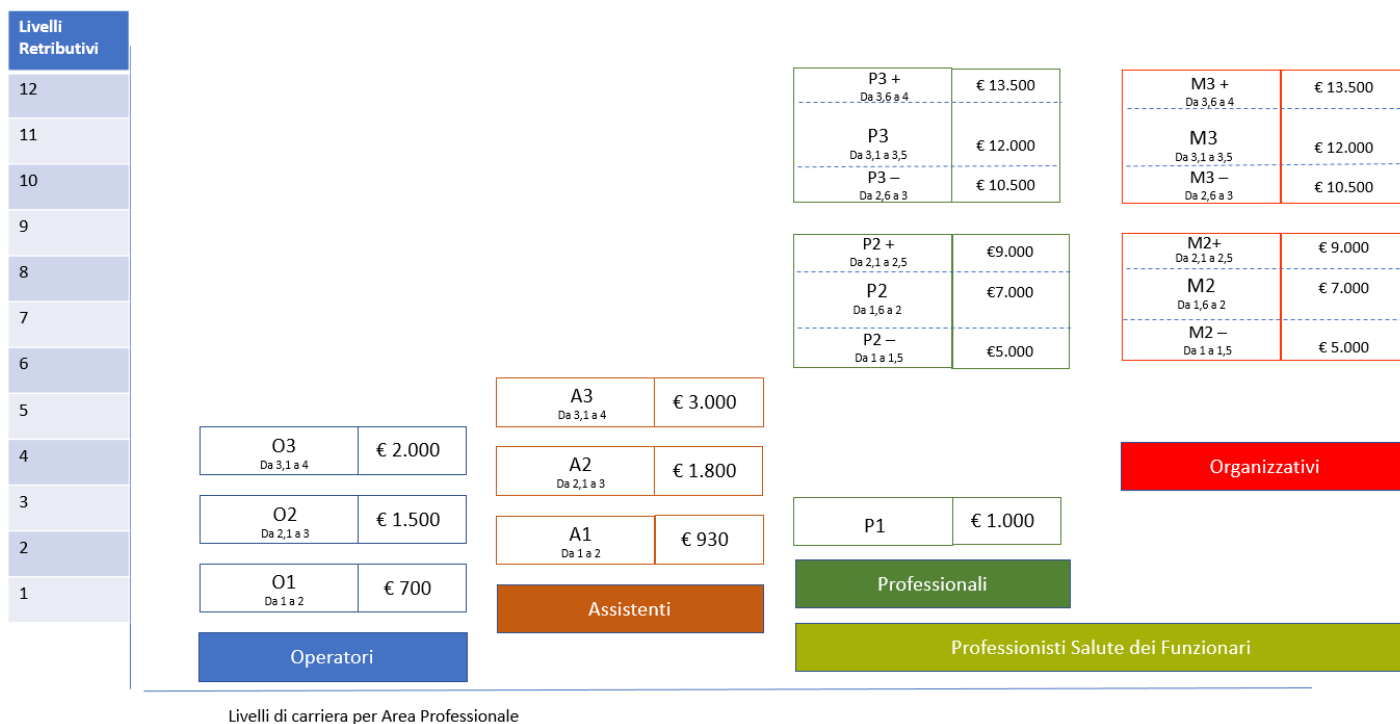 Livelli
Retributivi
12
11
10
9
8
7
6
5
4
3
2
1
O3
Da 3,1 a 4
€ 2.000
O2
Da 2,1 a 3
€ 1.500
O1
Da 1 a 2
€ 700
Operatori
A3
Da 3,1 a 4
€ 3.000
A2
Da 2,1 a 3
€ 1.800
A1
Da 1 a 2
€ 930
Assistenti
P3 +
Da 3,6 a 4
€ 13.500
P3
Da 3,1 a 3,5
€ 12.000
P3 –
Da 2,6 a 3
€ 10.500
P2 +
Da 2,1 a 2,5
€9.000
P2
Da 1,6 a 2
€7.000
P2 –
Da 1 a 1,5
€5.000
P1
€ 1.000
Professionali
M3 +
Da 3,6 a 4
€ 13.500
M3
Da 3,1 a 3,5
€ 12.000
M3 –
Da 2,6 a 3
€ 10.500
M2+
Da 2,1 a 2,5
€ 9.000
M2
Da 1,6 a 2
€ 7.000
M2 –
Da 1 a 1,5
€ 5.000
Organizzativi
Professionisti Salute dei Funzionari
Livelli di carriera per Area Professionale